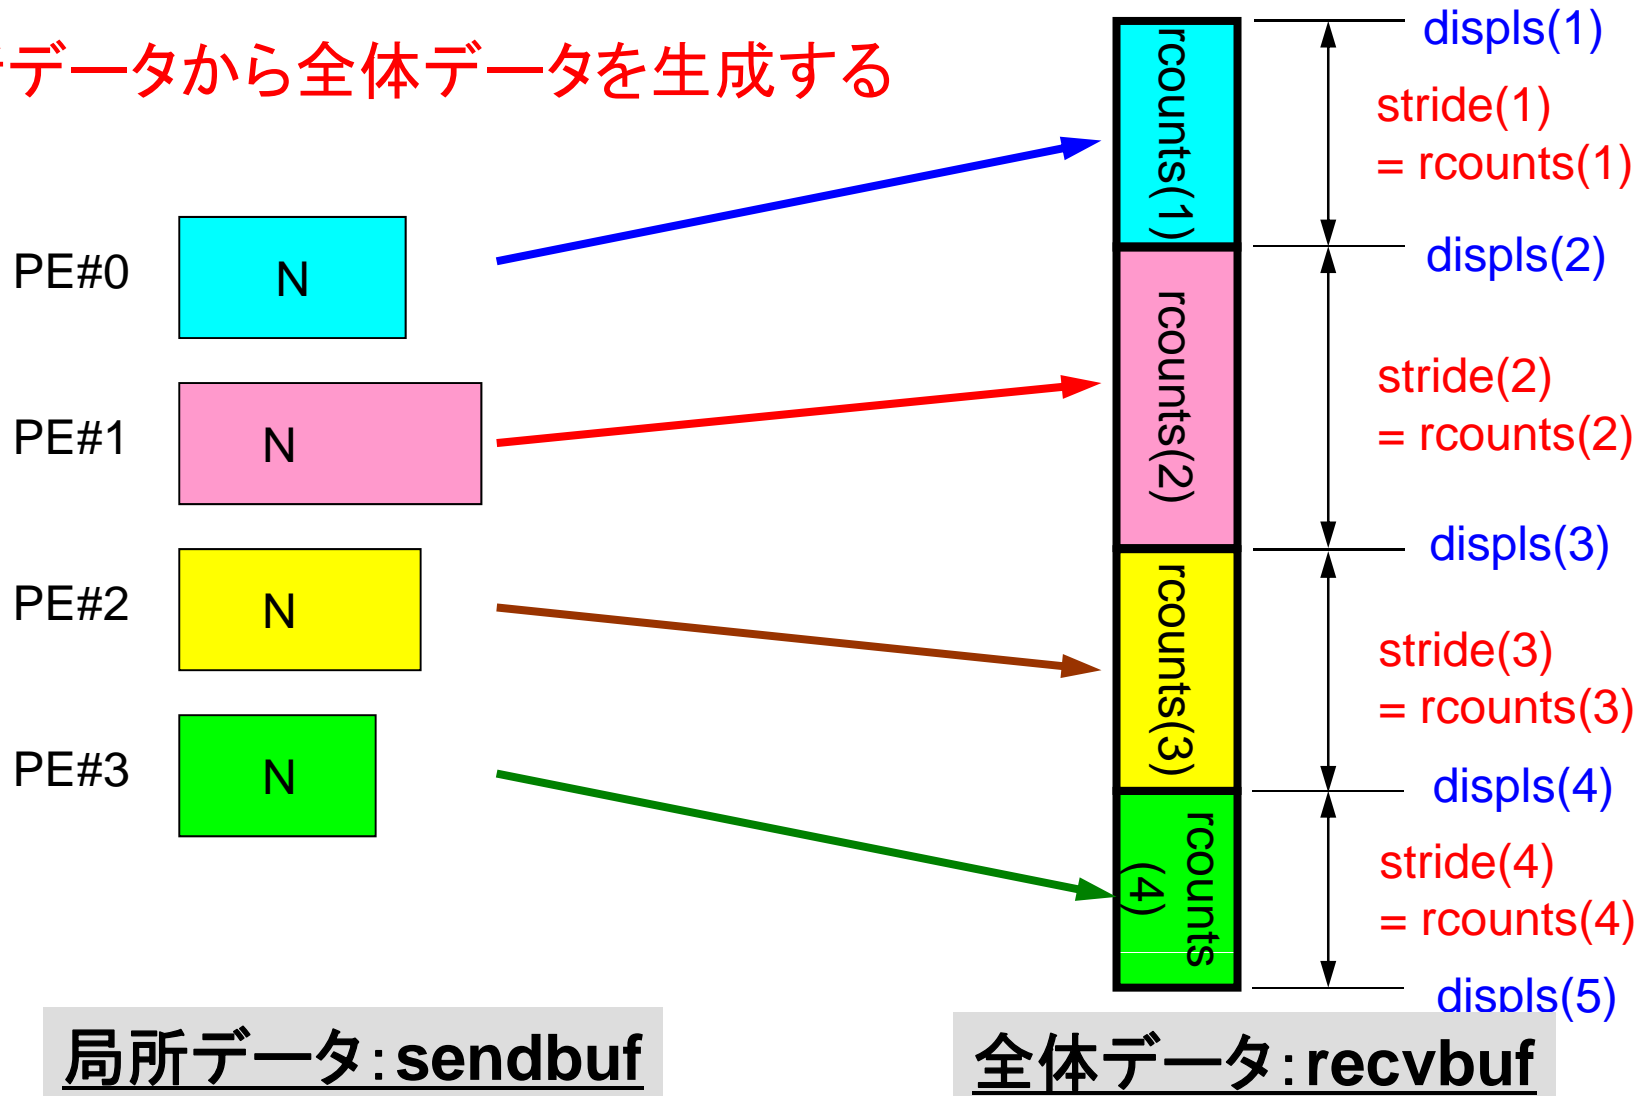 データから全体データを生成する
PE#0
N
PE#1
N
PE#2
N
PE#3
N
局所データ：sendbuf
rcounts(1)
rcounts(2)
rcounts(3)
rcounts
(4)
displs(1)
stride(1)
= rcounts(1)
displs(2)
stride(2)
= rcounts(2)
displs(3)
stride(3)
= rcounts(3)
displs(4)
stride(4)
= rcounts(4)
displs(5)
全体データ：recvbuf